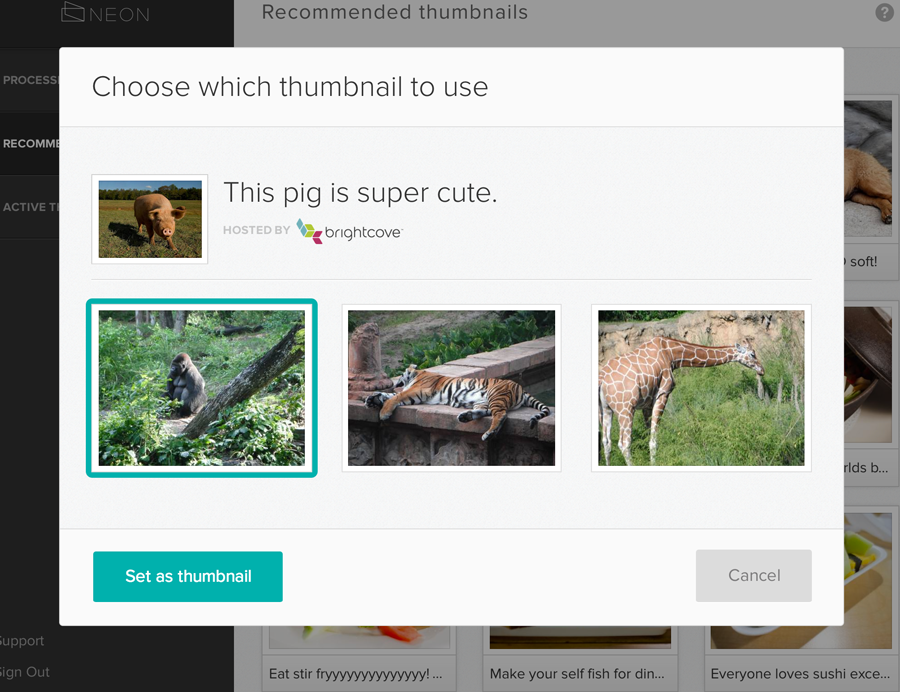 NEON
Recommended thumbnails
?
PROCESS
RECOMME
ACTIVE T
Choose which thumbnail to use
This pig is super cute.
HOSTED BY brightcove
soft!
rlds b...
Set as thumbnail
Cancel
Support
Sign Out
Eat stir fryyyyyyyyyyyyyy! ...
Make your self fish for din...
Everyone loves sushi exce...